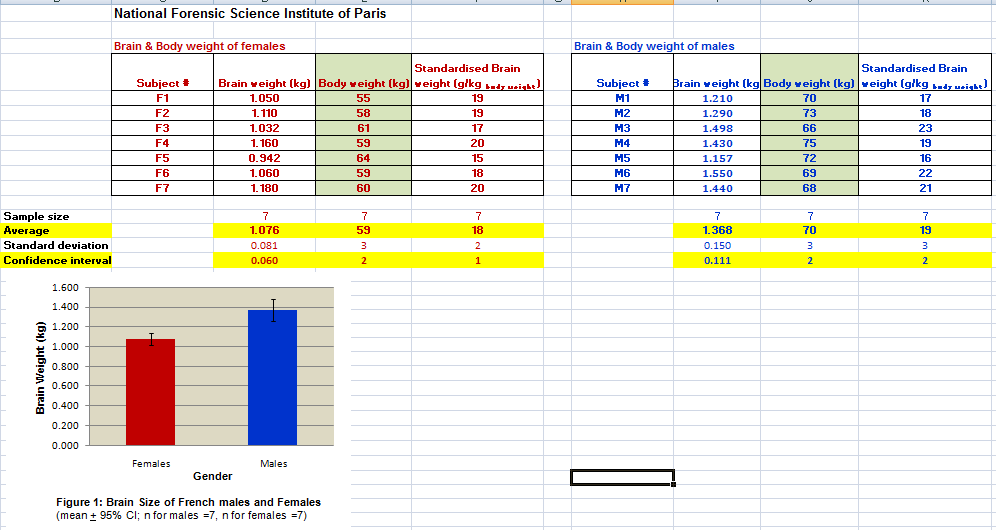 National Forensic Science Institute of Paris
Brain & Body weight of females Brain & Body weight of males
Standardised Brain Standardised Brain
Subject # Brain weight (kg) Body weight (kg) weight (g/kg body weight) Subject # Brain weight (kg Body weight (kg) weight (g/kg body weight)
F1 1.050 55 19 M1 1.210 70 17
F2 1.110 58 19 M2 1.290 73 18
F3 1.032 61 17 M3 1.498 66 23
F4 1.160 59 20 M4 1.430 75 19
F5 0.942 64 15 M5 1.157 72 16
F6 1.060 59 18 M6 1.550 69 22
F7 1.180 60 20 M7 1.440 68 21
Sample size 7 7 7 7 7 7
Average 1.076 59 18 1.368 70 19
Standard deviation 0.081 3 2 0.150 3 3
Confidence interval 0.060 2 1 0.111 2 2
Brain Weight (kg)
1.600
1.400
1.200
1.000
0.800
0.600
0.400
0.200
0.000
Females Males
Gender
Figure 1: Brain Size of French males and Females
(mean ± 95% CI; n for males =7, n for females =7)